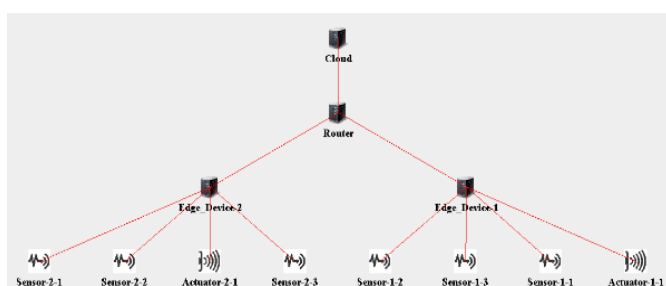 Cloud
Router
Edge_Device-2 Edge_Device-1
Sensor-2-1 Sensor-2-2 Actuator-2-1 Sensor-2-3 Sensor-1-2 Sensor-1-3 Sensor-1-1 Actuator-1-1